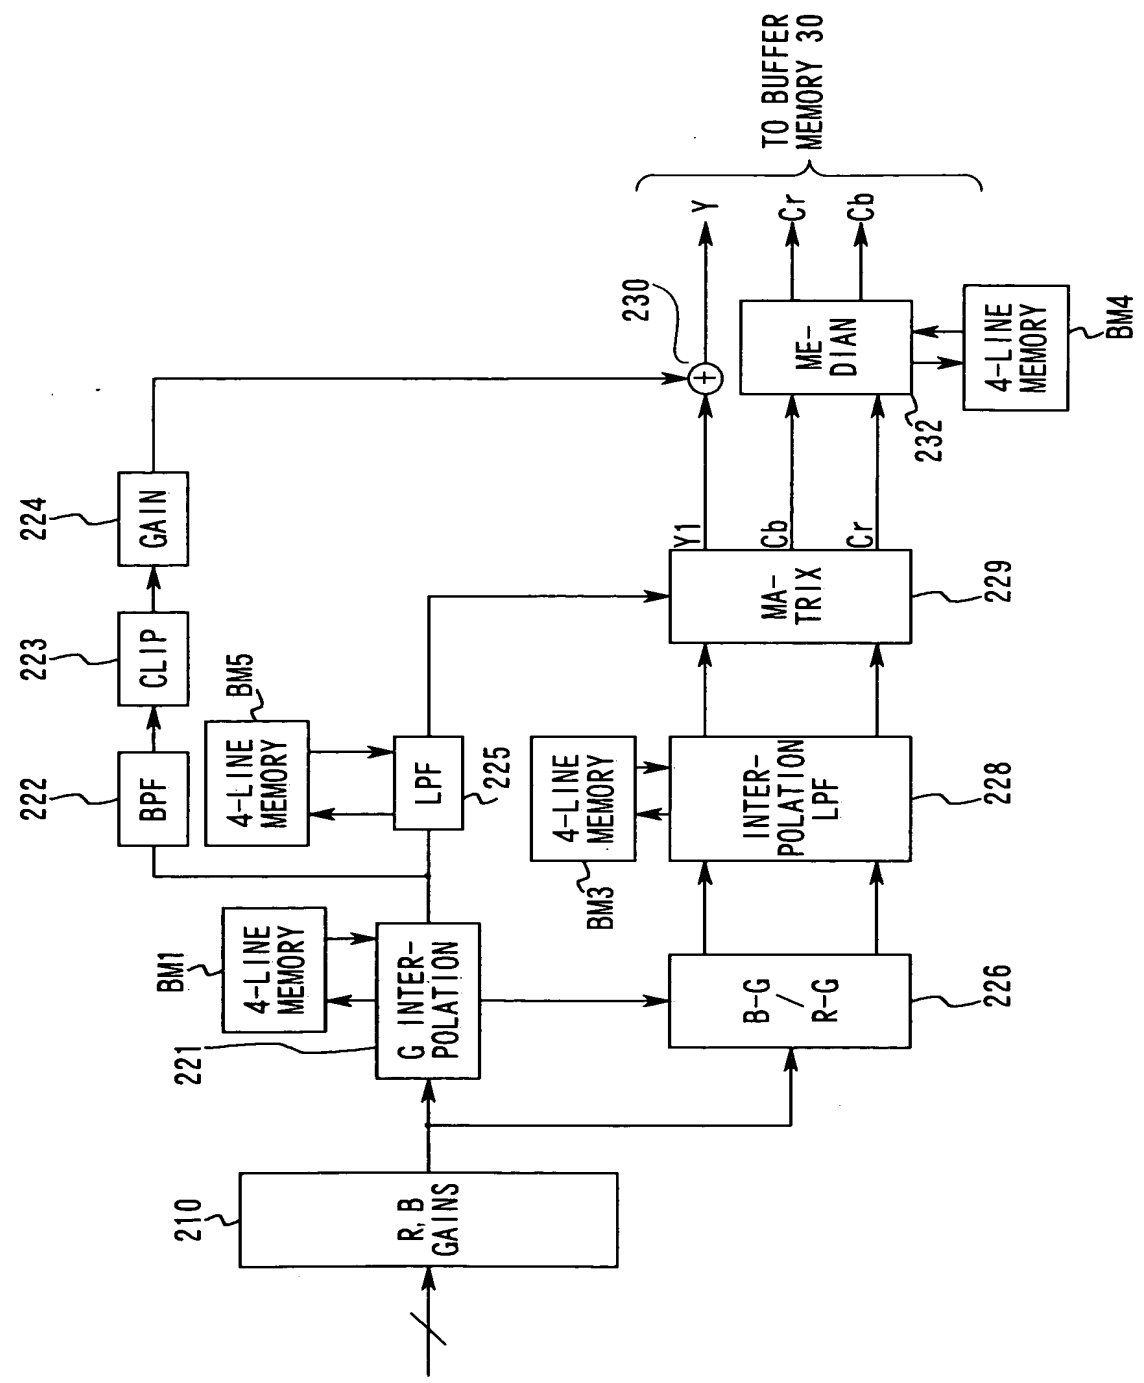 210
R, B
GAINS
221
G INTER-
POLATION
BM1
4-LINE
MEMORY
222
BPF
223
CLIP
224
GAIN
BM5
4-LINE
MEMORY
LPF
225
B-G
/
R-G
226
BM3
4-LINE
MEMORY
INTER-
POLATION
LPF
228
MA-
TRIX
229
Y1
Cb
Cr
230
+
ME-
DIAN
232
4-LINE
MEMORY
BM4
Y
Cr
Cb
TO BUFFER
MEMORY 30